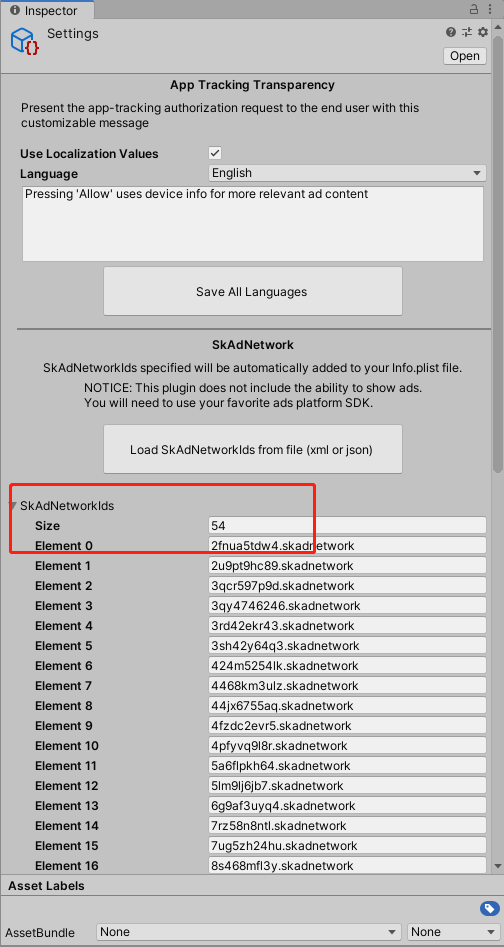 Inspector
Settings
Open
App Tracking Transparency
Present the app-tracking authorization request to the end user with this
customizable message
Use Localization Values
Language English
Pressing 'Allow' uses device info for more relevant ad content
Save All Languages
SkAdNetwork
SkAdNetworkIds specified will be automatically added to your Info.plist file.
NOTICE: This plugin does not include the ability to show ads.
You will need to use your favorite ads platform SDK.
Load SkAdNetworkIds from file (xml or json)
SkAdNetworkIds
Size 54
Element 0 2fnua5tdw4.skadnetwork
Element 1 2u9pt9hc89.skadnetwork
Element 2 3qcr597p9d.skadnetwork
Element 3 3qy4746246.skadnetwork
Element 4 3rd42ekr43.skadnetwork
Element 5 3sh42y64q3.skadnetwork
Element 6 424m5254lk.skadnetwork
Element 7 4468km3ulz.skadnetwork
Element 8 44jx6755aq.skadnetwork
Element 9 4fzdc2evr5.skadnetwork
Element 10 4pfyvq9l8r.skadnetwork
Element 11 5a6flpkh64.skadnetwork
Element 12 5lm9lj6jb7.skadnetwork
Element 13 6g9af3uyq4.skadnetwork
Element 14 7rz58n8ntl.skadnetwork
Element 15 7ug5zh24hu.skadnetwork
Element 16 8s468mfl3y.skadnetwork
Asset Labels
AssetBundle None None